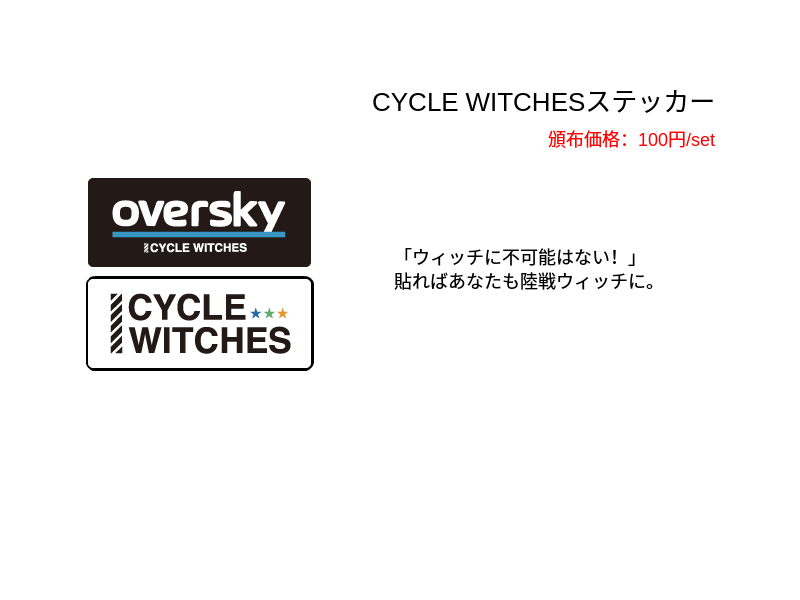 CYCLE WITCHESステッカー
頒布価格：100円/set
oversky
CYCLE WITCHES
CYCLE
WITCHES
「ウィッチに不可能はない！」
貼ればあなたも陸戦ウィッチに。